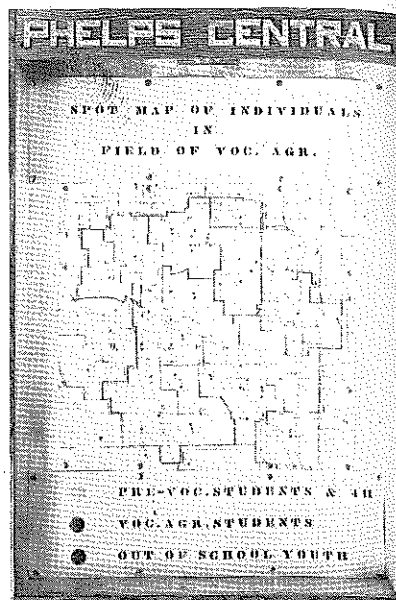 PHELPS CENTRAL
SPOT MAP OF INDIVIDUALS
IN
FIELD OF VOC. AGR.
PRE-VOC. STUDENTS & 4H
VOC. AGR. STUDENTS
OUT OF SCHOOL YOUTH